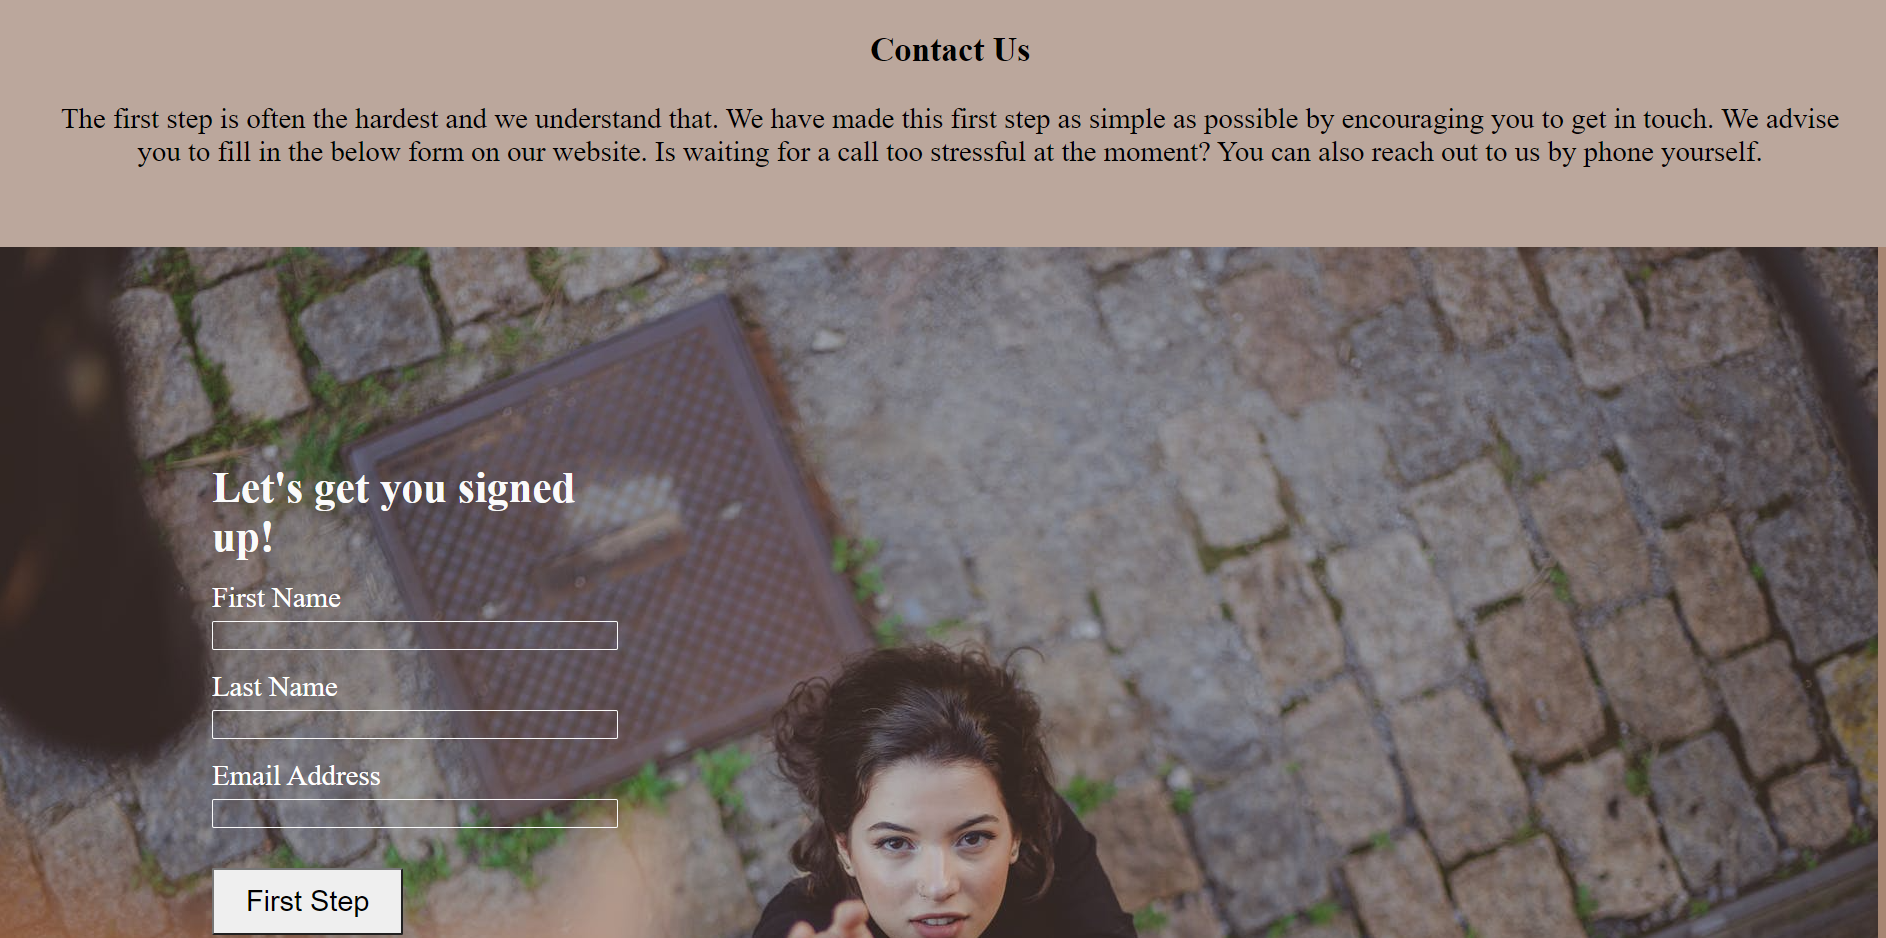 Contact Us
The first step is often the hardest and we understand that. We have made this first step as simple as possible by encouraging you to get in touch. We advise
you to fill in the below form on our website. Is waiting for a call too stressful at the moment? You can also reach out to us by phone yourself.
Let's get you signed
up!
First Name
Last Name
Email Address
First Step